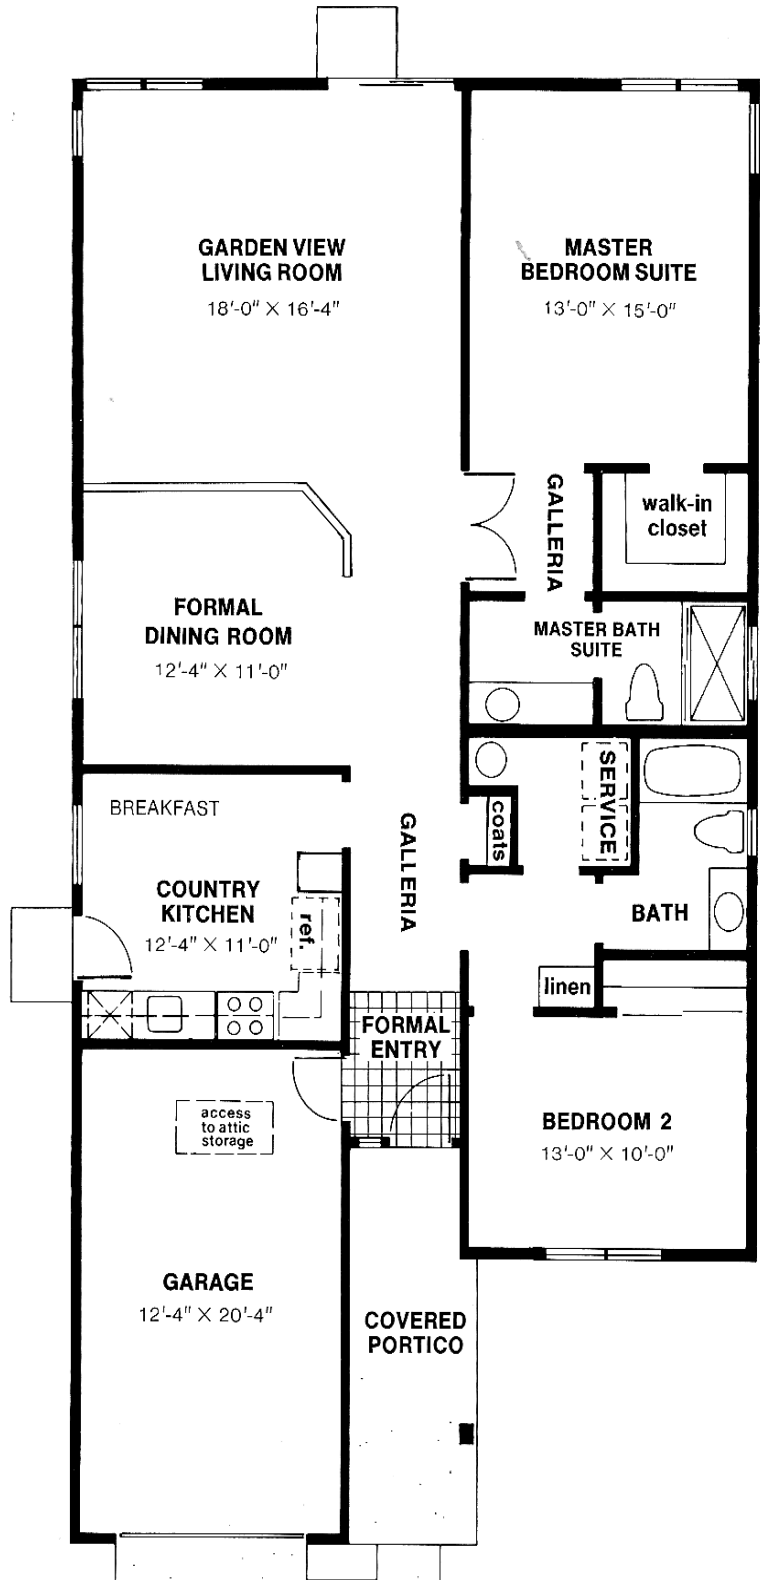 GARDEN VIEW
LIVING ROOM
18'-0" X 16'-4"
MASTER
BEDROOM SUITE
13'-0" X 15'-0"
GALLERIA
walk-in
closet
FORMAL
DINING ROOM
12'-4" X 11'-0"
MASTER BATH
SUITE
BREAKFAST
COUNTRY
KITCHEN
12'-4" X 11'-0"
ref.
GALLERIA
coats
SERVICE
BATH
linen
FORMAL
ENTRY
access
to attic
storage
BEDROOM 2
13'-0" X 10'-0"
GARAGE
12'-4" X 20'-4"
COVERED
PORTICO